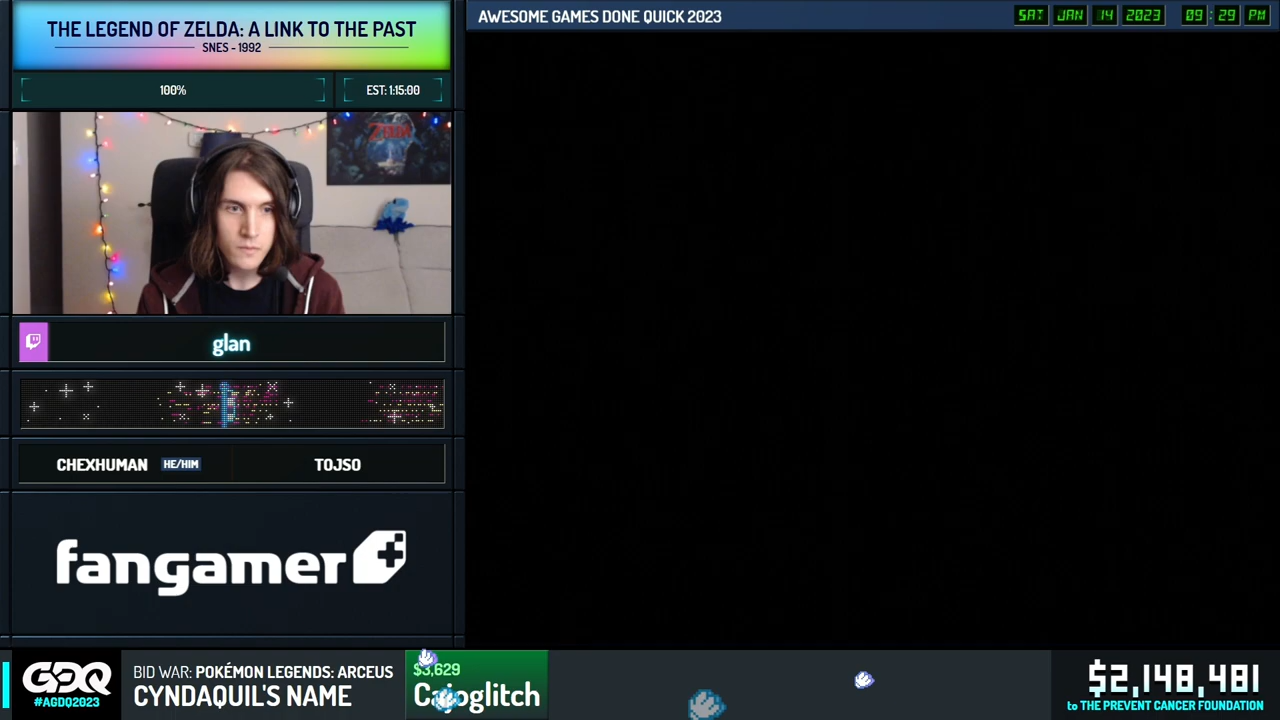 THE LEGEND OF ZELDA: A LINK TO THE PAST
SNES - 1992
100%
EST: 1:15:00
AWESOME GAMES DONE QUICK 2023
SAT JAN 14 2023 09:29 PM
ZELDA
glan
CHEXHUMAN HE/HIM
TOJSO
fangamer
GDQ
#AGDQ2023
BID WAR: POKÉMON LEGENDS: ARCEUS
CYNDAQUIL'S NAME
$3,629
Cajoglitch
$2,148,481
to THE PREVENT CANCER FOUNDATION